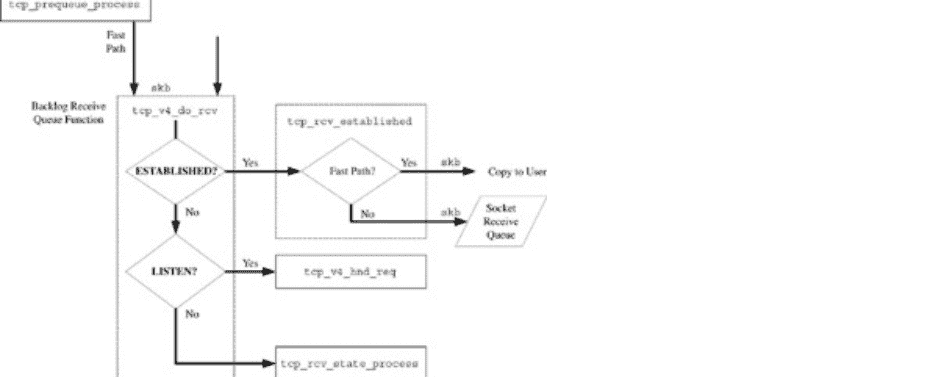 tcp_prequeue_process
Fast
Path
skb
Backlog Receive
Queue Function
tcp_v4_do_rcv
tcp_rcv_established
ESTABLISHED?
Yes
Fast Path?
Yes
skb
Copy to User
No
No
skb
Socket
Receive
Queue
LISTEN?
Yes
tcp_v4_hnd_req
No
tcp_rcv_state_process